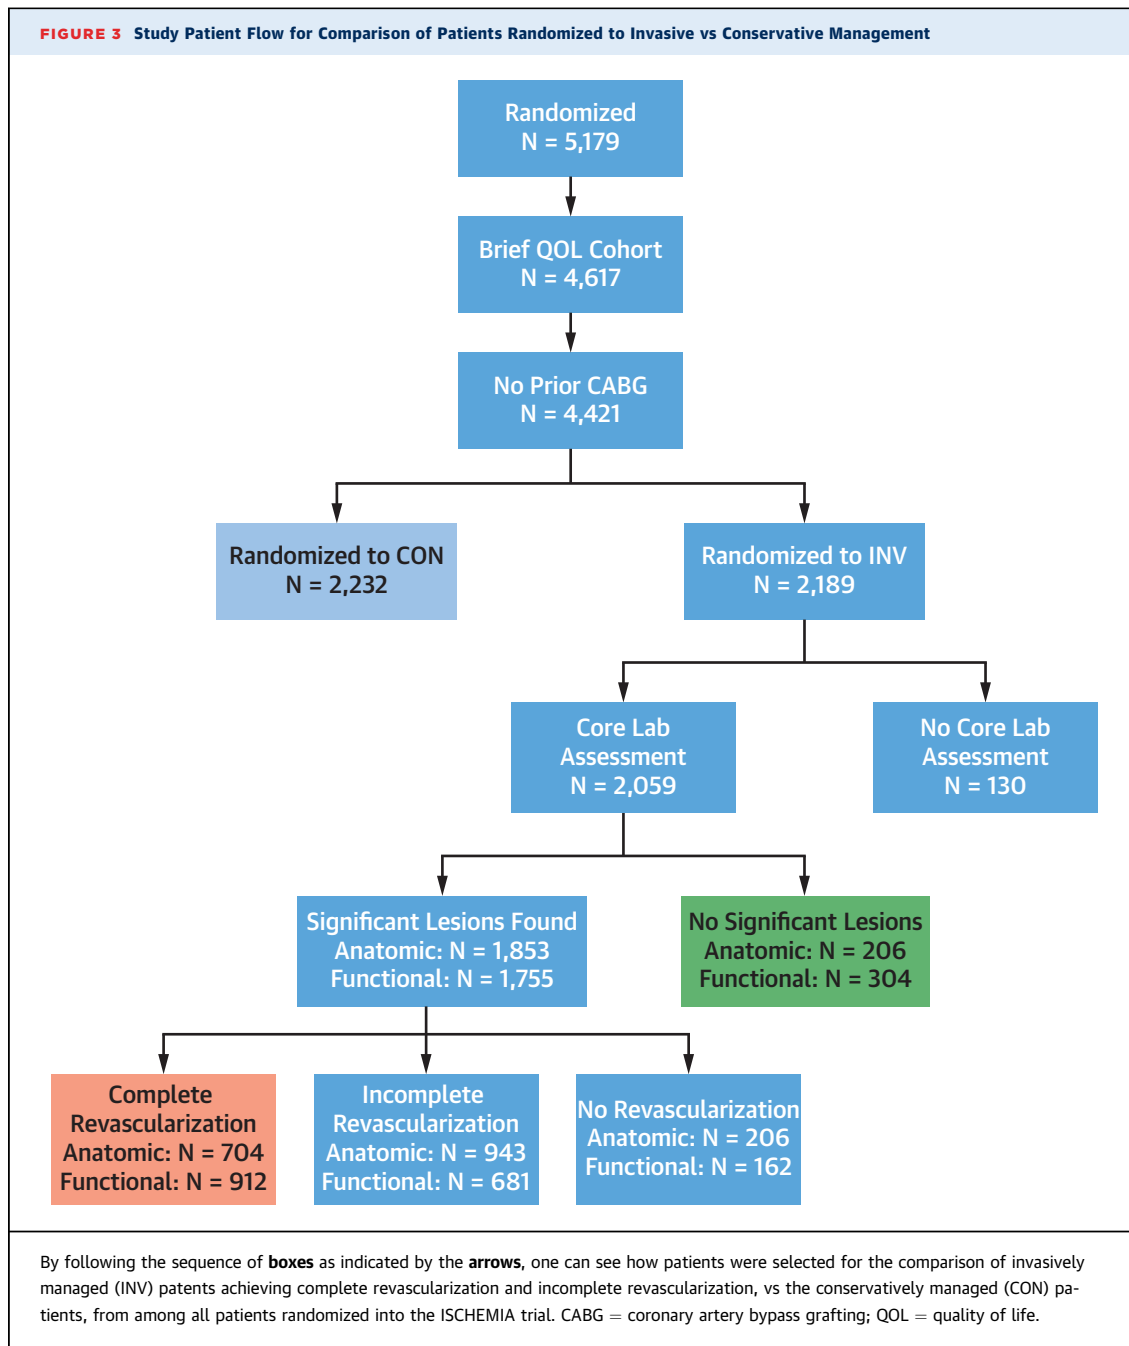 FIGURE 3 Study Patient Flow for Comparison of Patients Randomized to Invasive vs Conservative Management
Randomized
N = 5,179
Brief QOL Cohort
N = 4,617
No Prior CABG
N = 4,421
Randomized to CON
N = 2,232
Randomized to INV
N = 2,189
Core Lab
Assessment
N = 2,059
No Core Lab
Assessment
N = 130
Significant Lesions Found
Anatomic: N = 1,853
Functional: N = 1,755
No Significant Lesions
Anatomic: N = 206
Functional: N = 304
Complete
Revascularization
Anatomic: N = 704
Functional: N = 912
Incomplete
Revascularization
Anatomic: N = 943
Functional: N = 681
No Revascularization
Anatomic: N = 206
Functional: N = 162
By following the sequence of boxes as indicated by the arrows, one can see how patients were selected for the comparison of invasively
managed (INV) patents achieving complete revascularization and incomplete revascularization, vs the conservatively managed (CON) pa-
tients, from among all patients randomized into the ISCHEMIA trial. CABG = coronary artery bypass grafting; QOL = quality of life.